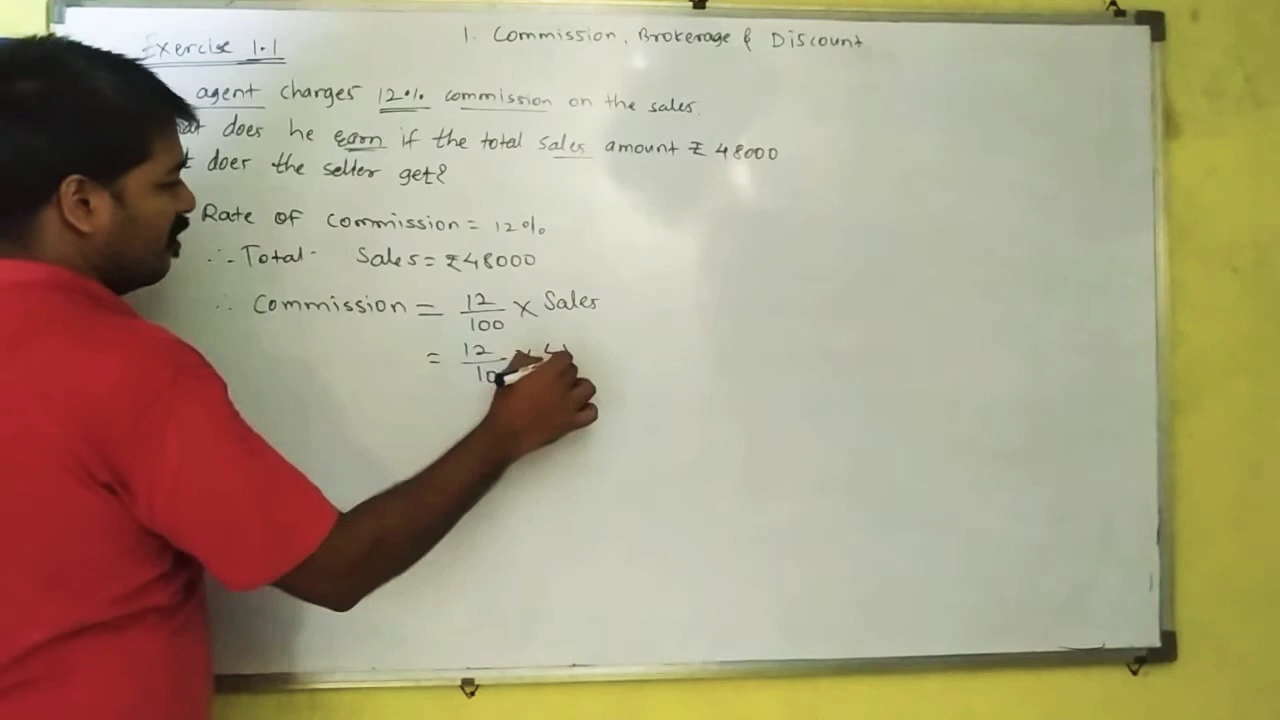 1. Commission, Brokerage & Discount
Exercise 1.1
agent charges 12% commission on the sales.
does he earn if the total sales amount ₹ 48000
doer the seller get?
Rate of commission = 12%
∴ Total Sales = ₹48000
∴ Commission = 12/100 × Sales
= 12/10 × 4